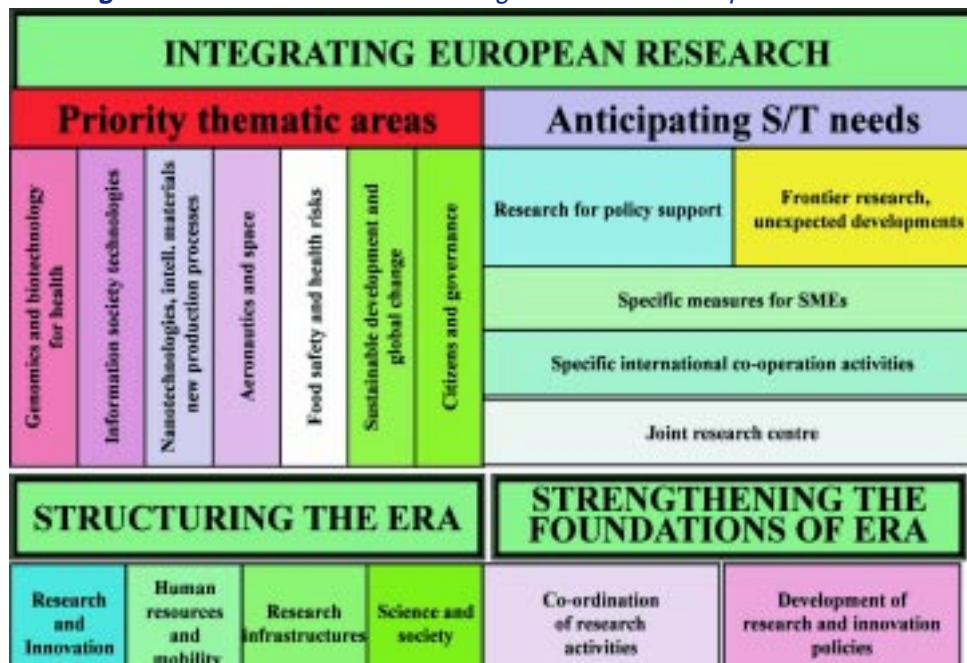 INTEGRATING EUROPEAN RESEARCH
Priority thematic areas
Anticipating S/T needs
Genomics and biotechnology
for health
Information society technologies
Nanotechnologies, intell. materials
new production processes
Aeronautics and space
Food safety and health risks
Sustainable development and
global change
Citizens and governance
Research for policy support
Frontier research,
unexpected developments
Specific measures for SMEs
Specific international co-operation activities
Joint research centre
STRUCTURING THE ERA
STRENGTHENING THE
FOUNDATIONS OF ERA
Research
and
Innovation
Human
resources
and
mobility
Research
infrastructures
Science and
society
Co-ordination
of research
activities
Development of
research and innovation
policies